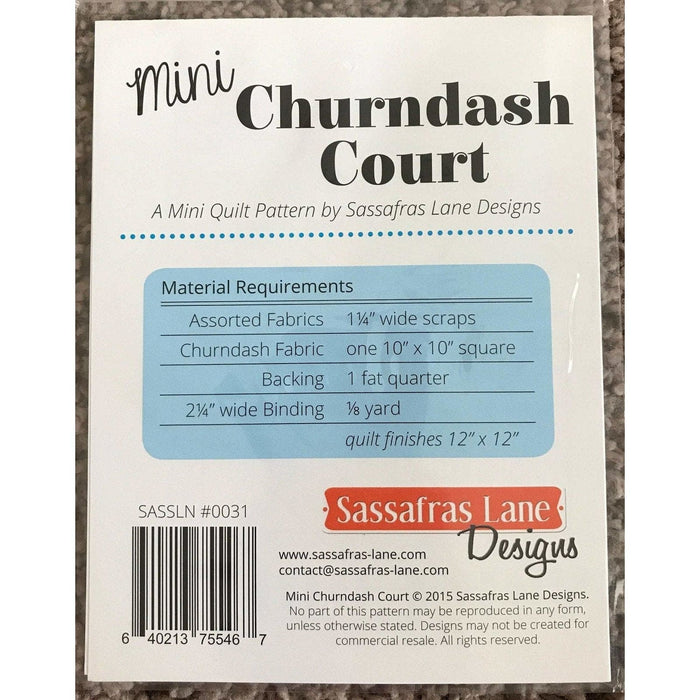 Mini
Churndash
Court
A Mini Quilt Pattern by Sassafras Lane Designs
Material Requirements
Assorted Fabrics 1¼” wide scraps
Churndash Fabric one 10” x 10” square
Backing 1 fat quarter
2¼” wide Binding ⅛ yard
quilt finishes 12” x 12”
SASSLN #0031
6 40213 75546 7
Sassafras Lane
Designs
www.sassafras-lane.com
contact@sassafras-lane.com
Mini Churndash Court © 2015 Sassafras Lane Designs.
No part of this pattern may be reproduced in any form,
unless otherwise stated. Designs may not be created for
commercial resale. All rights reserved.